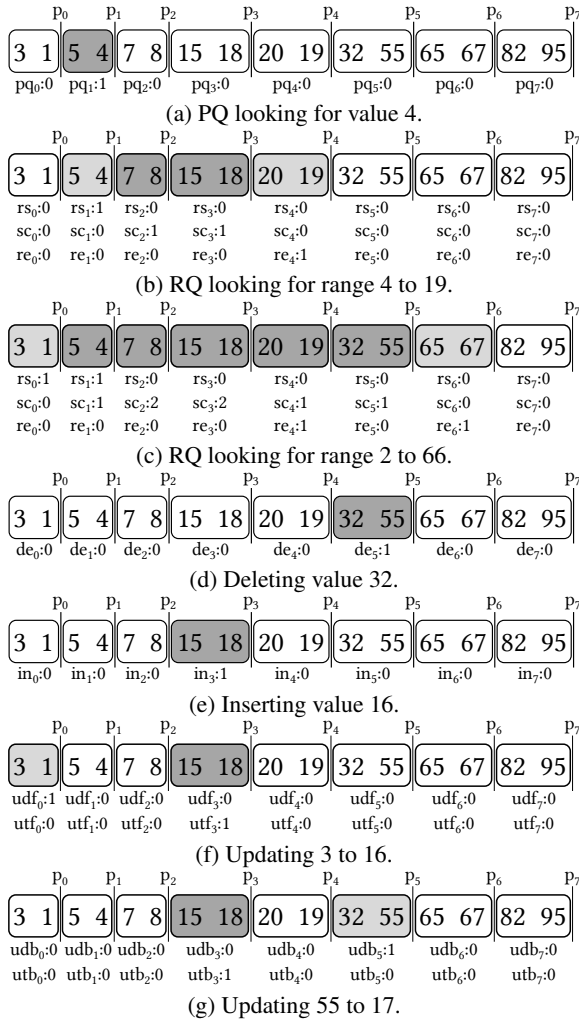 p₀ p₁ p₂ p₃ p₄ p₅ p₆ p₇
3 1 5 4 7 8 15 18 20 19 32 55 65 67 82 95
pq₀:0 pq₁:1 pq₂:0 pq₃:0 pq₄:0 pq₅:0 pq₆:0 pq₇:0
(a) PQ looking for value 4.
p₀ p₁ p₂ p₃ p₄ p₅ p₆ p₇
3 1 5 4 7 8 15 18 20 19 32 55 65 67 82 95
rs₀:0 rs₁:1 rs₂:0 rs₃:0 rs₄:0 rs₅:0 rs₆:0 rs₇:0
sc₀:0 sc₁:0 sc₂:1 sc₃:1 sc₄:0 sc₅:0 sc₆:0 sc₇:0
re₀:0 re₁:0 re₂:0 re₃:0 re₄:1 re₅:0 re₆:0 re₇:0
(b) RQ looking for range 4 to 19.
p₀ p₁ p₂ p₃ p₄ p₅ p₆ p₇
3 1 5 4 7 8 15 18 20 19 32 55 65 67 82 95
rs₀:1 rs₁:1 rs₂:0 rs₃:0 rs₄:0 rs₅:0 rs₆:0 rs₇:0
sc₀:0 sc₁:1 sc₂:2 sc₃:2 sc₄:1 sc₅:1 sc₆:0 sc₇:0
re₀:0 re₁:0 re₂:0 re₃:0 re₄:1 re₅:0 re₆:1 re₇:0
(c) RQ looking for range 2 to 66.
p₀ p₁ p₂ p₃ p₄ p₅ p₆ p₇
3 1 5 4 7 8 15 18 20 19 32 55 65 67 82 95
de₀:0 de₁:0 de₂:0 de₃:0 de₄:0 de₅:1 de₆:0 de₇:0
(d) Deleting value 32.
p₀ p₁ p₂ p₃ p₄ p₅ p₆ p₇
3 1 5 4 7 8 15 18 20 19 32 55 65 67 82 95
in₀:0 in₁:0 in₂:0 in₃:1 in₄:0 in₅:0 in₆:0 in₇:0
(e) Inserting value 16.
p₀ p₁ p₂ p₃ p₄ p₅ p₆ p₇
3 1 5 4 7 8 15 18 20 19 32 55 65 67 82 95
udf₀:1 udf₁:0 udf₂:0 udf₃:0 udf₄:0 udf₅:0 udf₆:0 udf₇:0
utf₀:0 utf₁:0 utf₂:0 utf₃:1 utf₄:0 utf₅:0 utf₆:0 utf₇:0
(f) Updating 3 to 16.
p₀ p₁ p₂ p₃ p₄ p₅ p₆ p₇
3 1 5 4 7 8 15 18 20 19 32 55 65 67 82 95
udb₀:0 udb₁:0 udb₂:0 udb₃:0 udb₄:0 udb₅:1 udb₆:0 udb₇:0
utb₀:0 utb₁:0 utb₂:0 utb₃:1 utb₄:0 utb₅:0 utb₆:0 utb₇:0
(g) Updating 55 to 17.